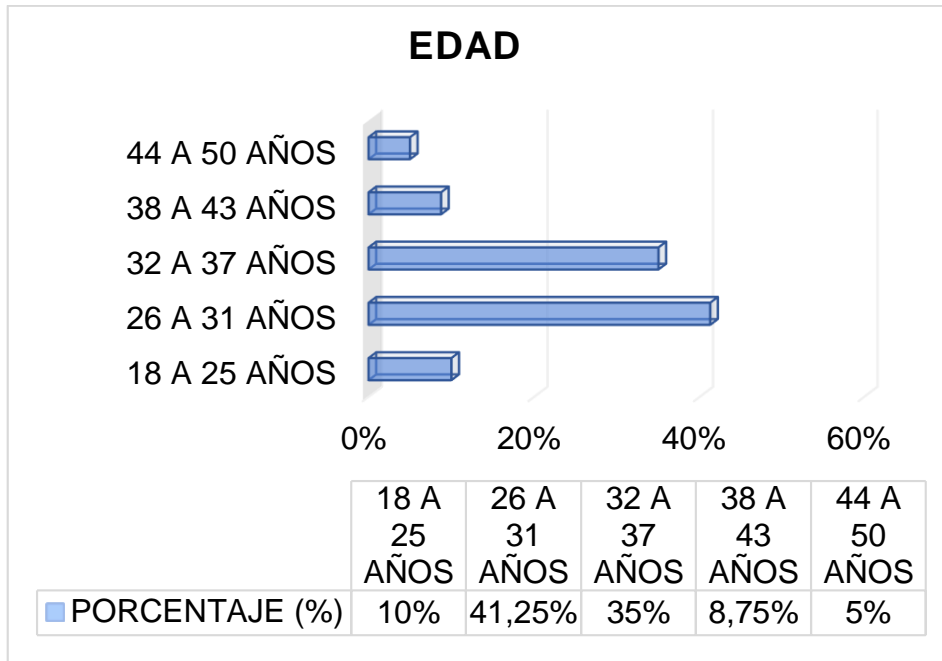 EDAD
44 A 50 AÑOS
38 A 43 AÑOS
32 A 37 AÑOS
26 A 31 AÑOS
18 A 25 AÑOS
0% 20% 40% 60%
18 A 26 A 32 A 38 A 44 A
25 31 37 43 50
AÑOS AÑOS AÑOS AÑOS AÑOS
PORCENTAJE (%) 10% 41,25% 35% 8,75% 5%